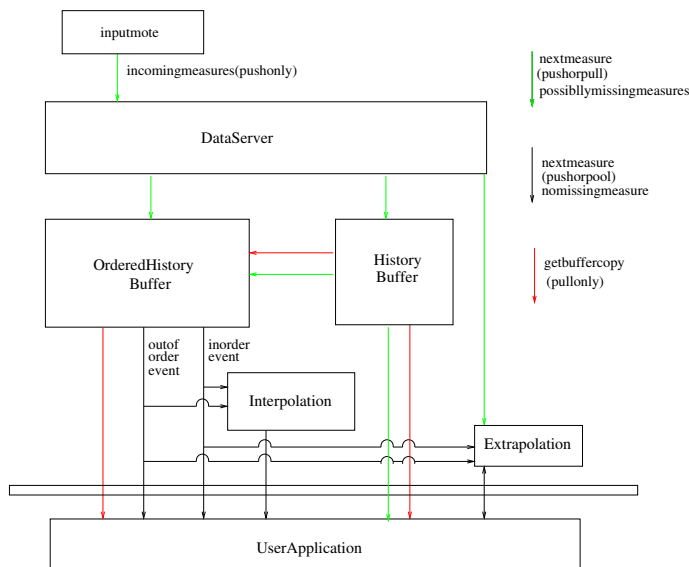 inputmote
incomingmeasures(pushonly)
nextmeasure
(pushorpull)
possibllymissingmeasures
DataServer
nextmeasure
(pushorpool)
nomissingmeasure
OrderedHistory
Buffer
History
Buffer
getbuffercopy
(pullonly)
outof
order
event
inorder
event
Interpolation
Extrapolation
UserApplication